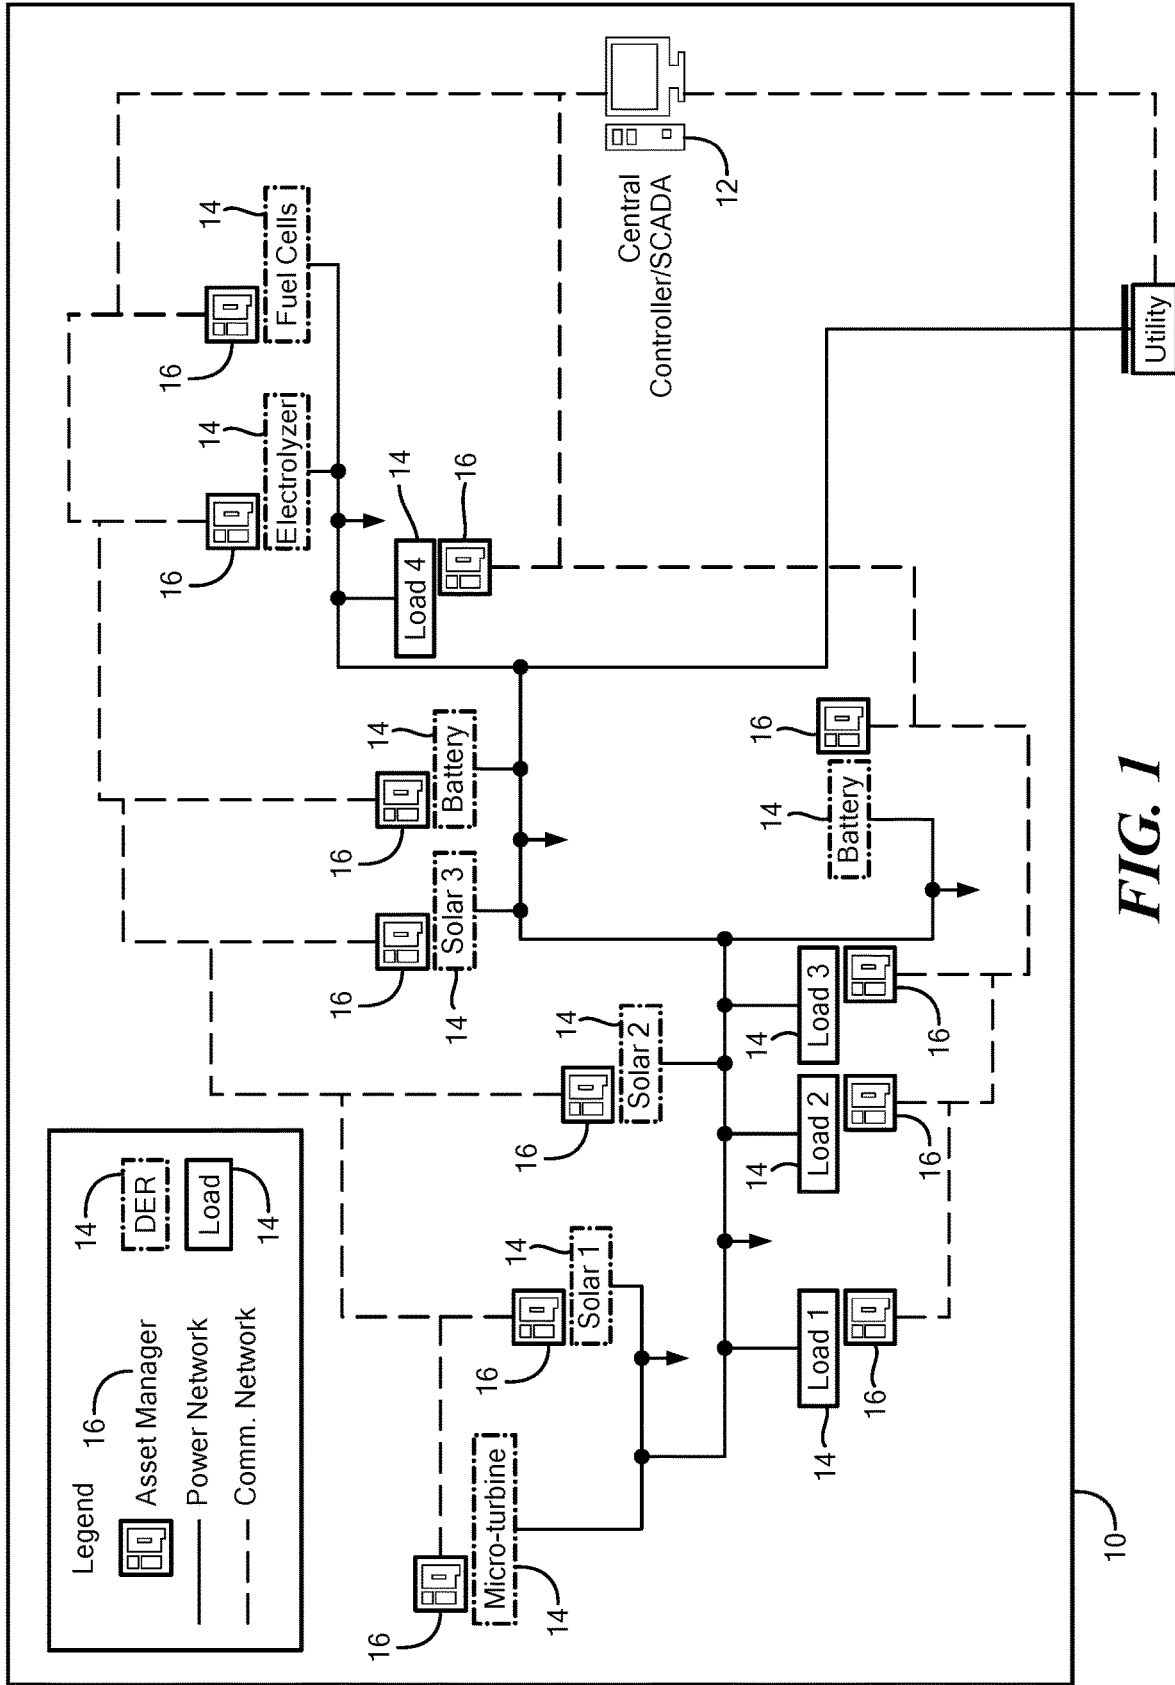 Legend
16
Asset Manager
Power Network
Comm. Network
14
DER
Load
14
16
Micro-turbine
14
16
Solar 1
14
16
Solar 2
14
16
Solar 3
14
16
Battery
14
16
Electrolyzer
14
16
Fuel Cells
14
Load 4
14
16
Central
Controller/SCADA
12
Load 1
14
16
Load 2
14
16
Load 3
14
16
Battery
14
16
Utility
10
FIG. 1